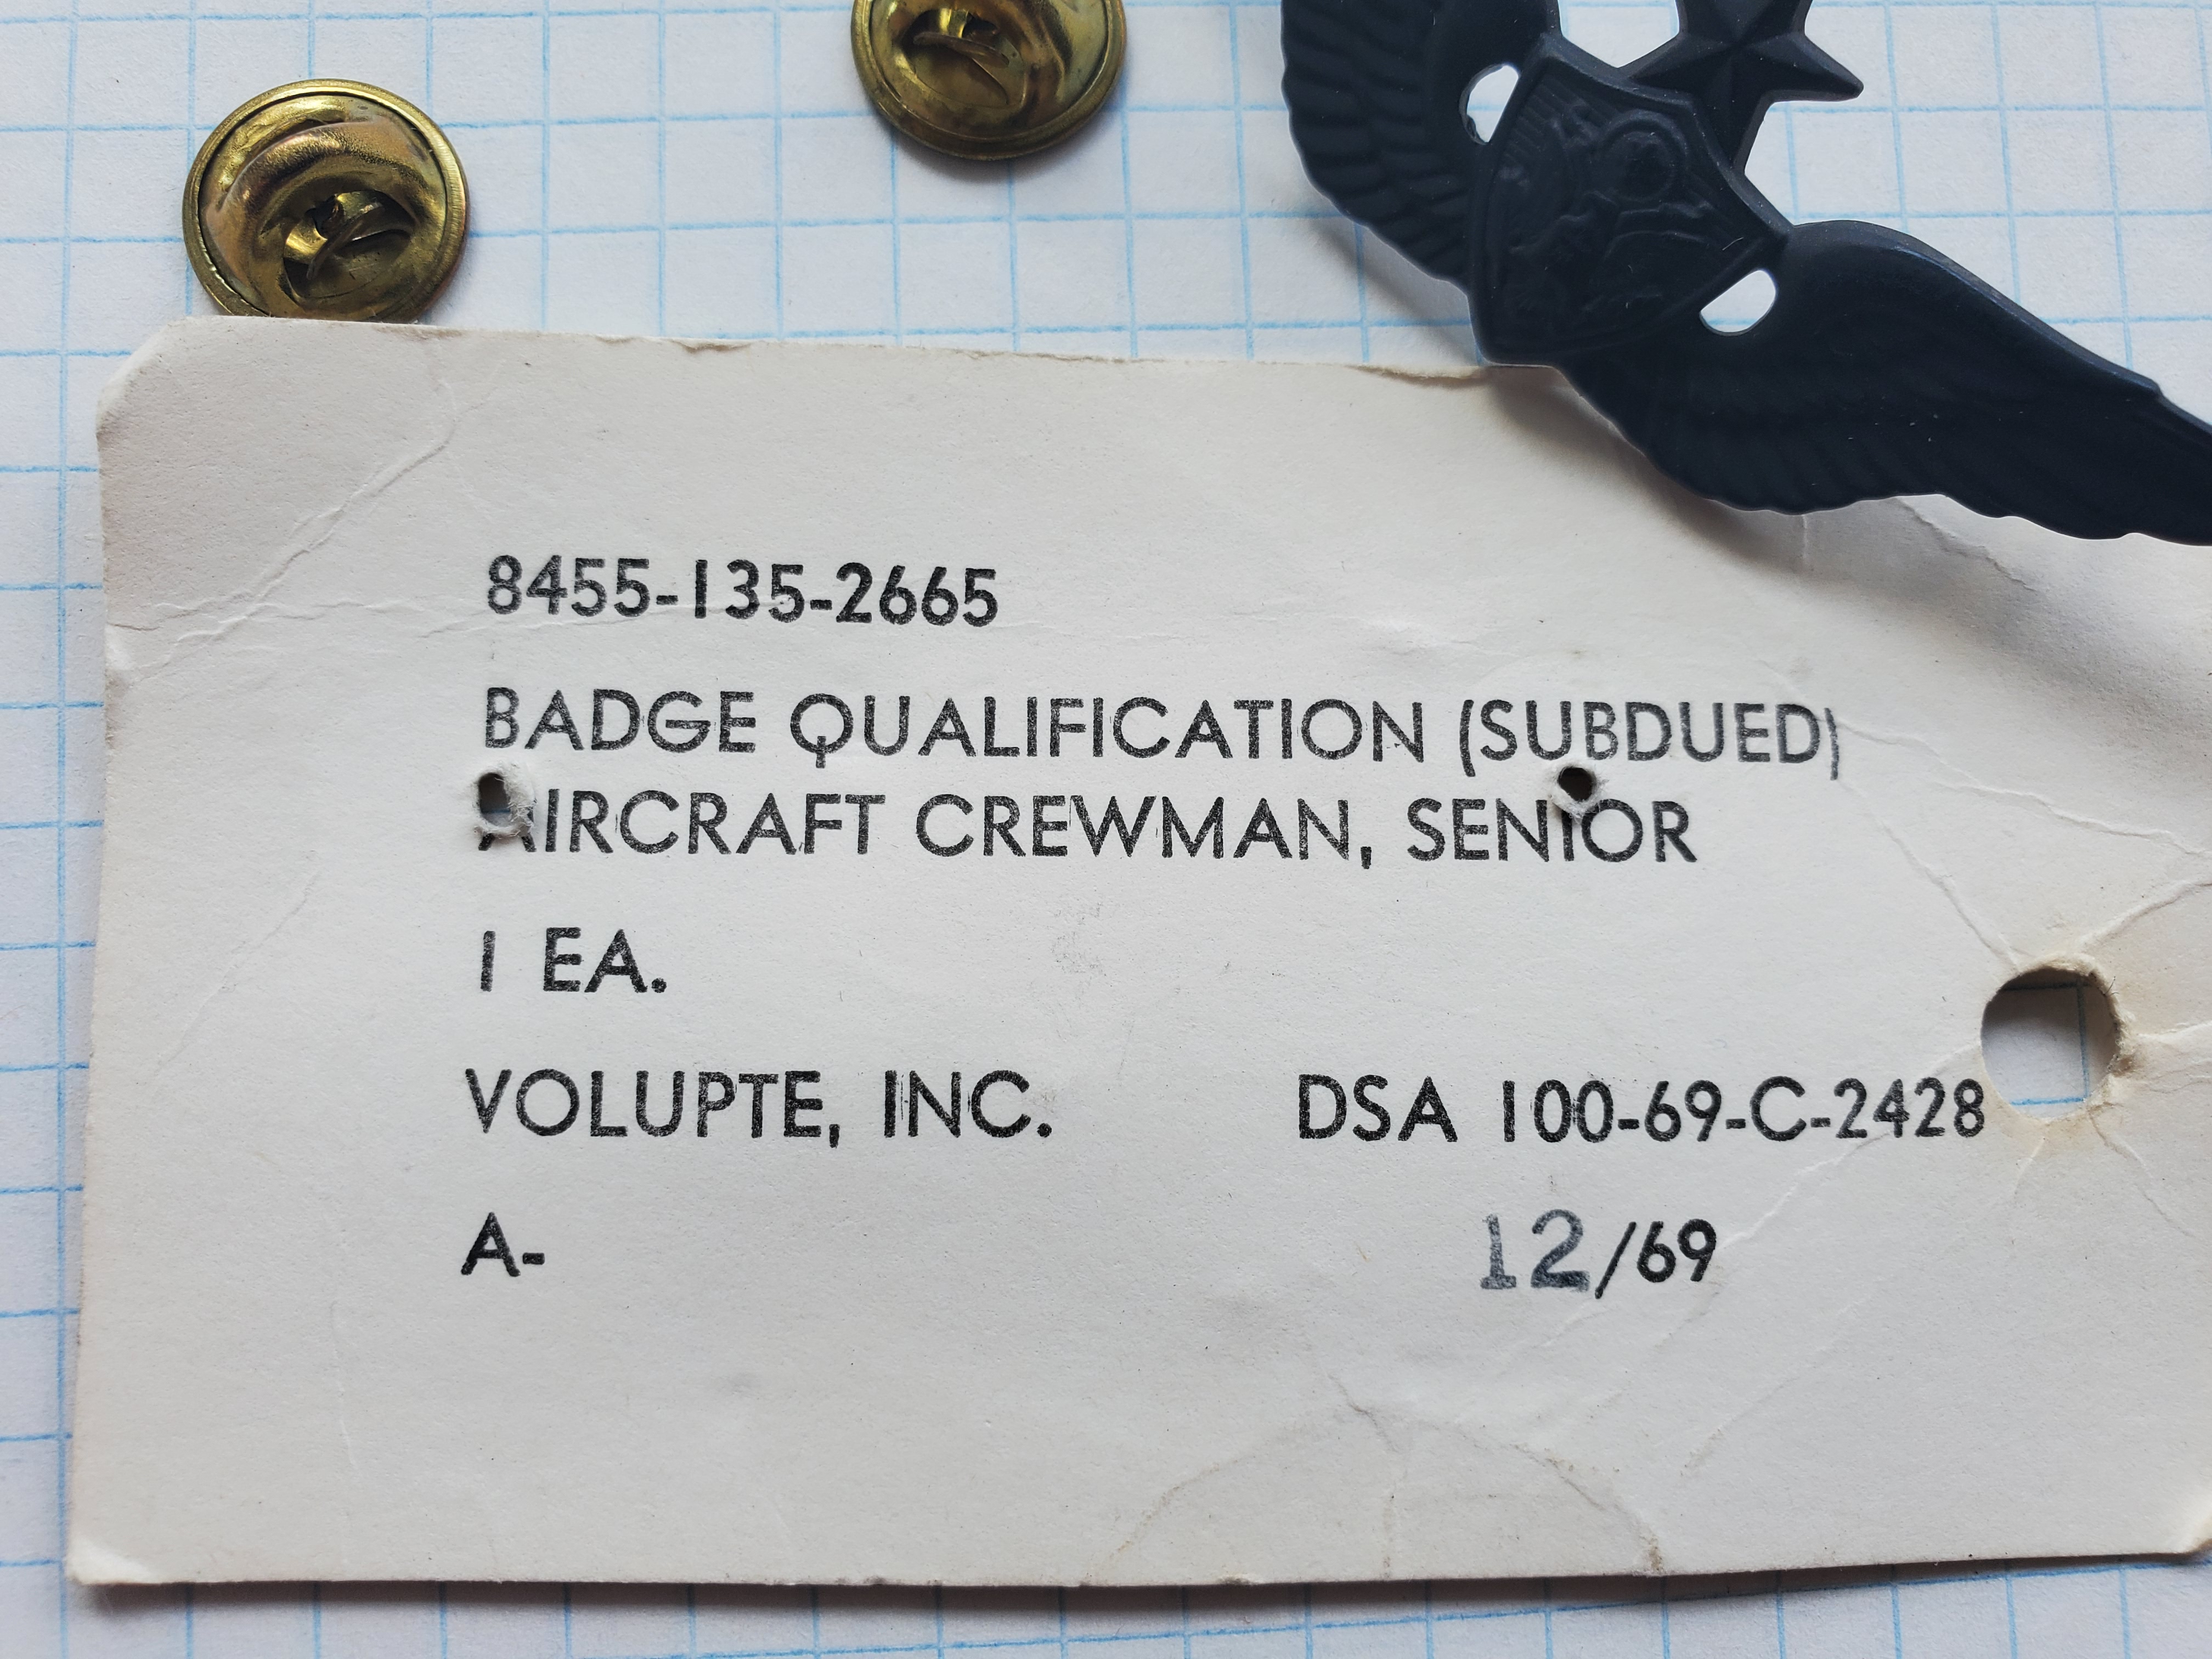 8455-135-2665
BADGE QUALIFICATION (SUBDUED)
AIRCRAFT CREWMAN, SENIOR
1 EA.
VOLUPTE, INC. DSA 100-69-C-2428
A- 12/69